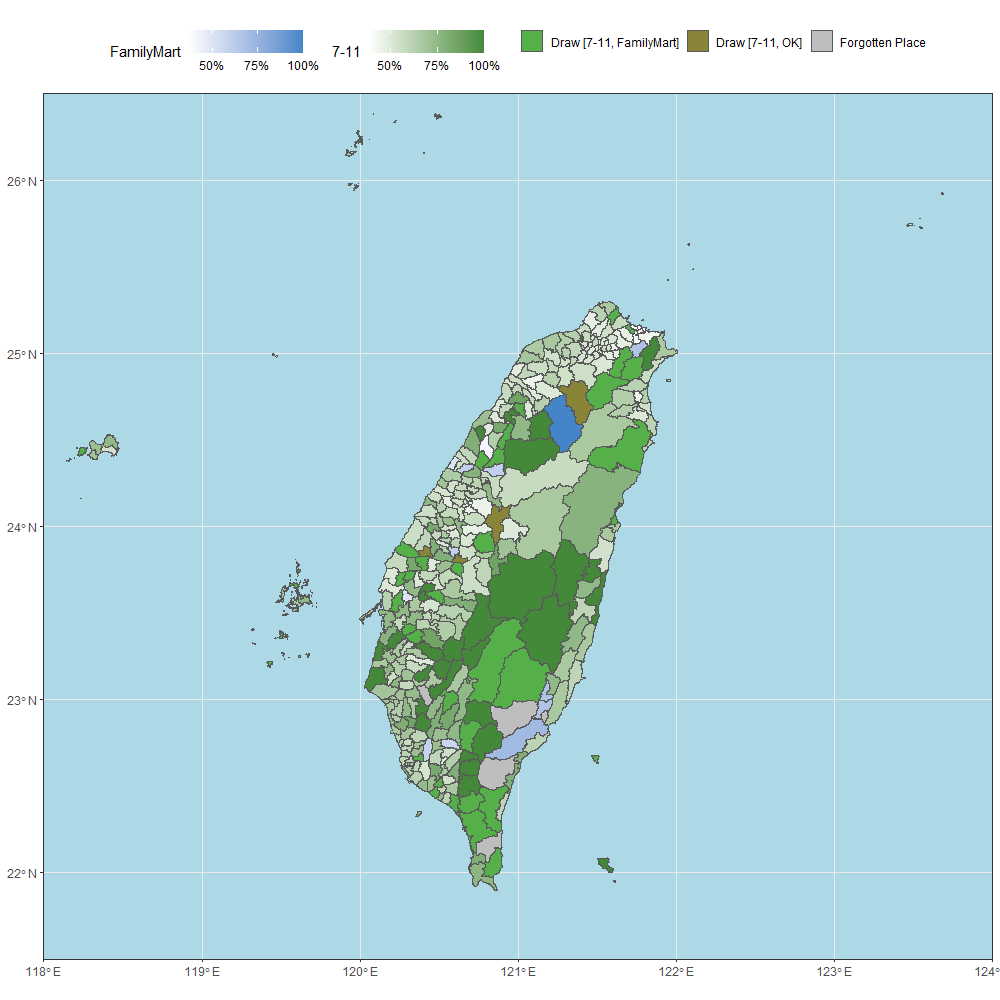 FamilyMart 50% 75% 100% 7-11 50% 75% 100% Draw [7-11, FamilyMart] Draw [7-11, OK] Forgotten Place
26°N
25°N
24°N
23°N
22°N
118°E 119°E 120°E 121°E 122°E 123°E 124°